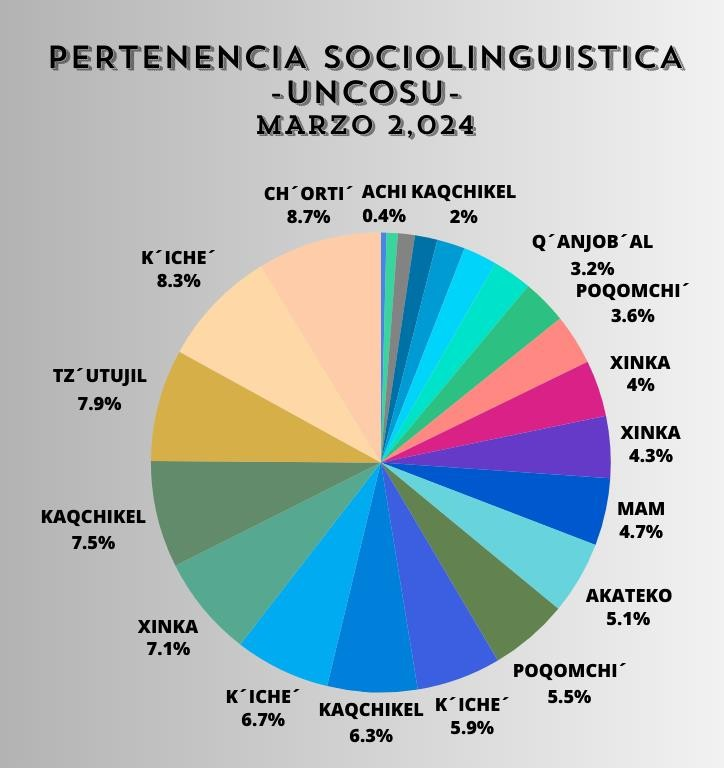 PERTENENCIA SOCIOLINGUISTICA
-UNCOSU-
MARZO 2,024
CH´ORTI´
8.7%
ACHI
0.4%
KAQCHIKEL
2%
Q´ANJOB´AL
3.2%
POQOMCHI´
3.6%
XINKA
4%
XINKA
4.3%
MAM
4.7%
AKATEKO
5.1%
POQOMCHI´
5.5%
K´ICHE´
5.9%
KAQCHIKEL
6.3%
K´ICHE´
6.7%
XINKA
7.1%
KAQCHIKEL
7.5%
TZ´UTUJIL
7.9%
K´ICHE´
8.3%